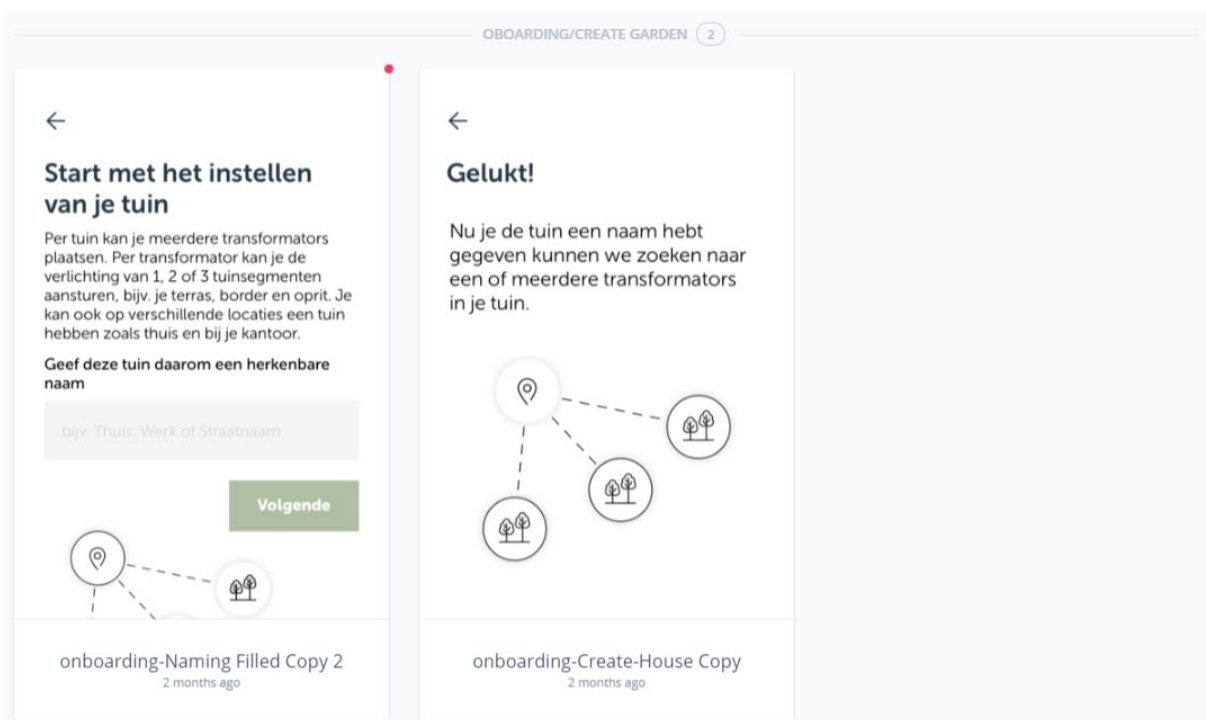 OBOARDING/CREATE GARDEN 2
Start met het instellen
van je tuin
Per tuin kan je meerdere transformators
plaatsen. Per transformator kan je de
verlichting van 1, 2 of 3 tuinsegmenten
aansturen, bijv. je terras, border en oprit. Je
kan ook op verschillende locaties een tuin
hebben zoals thuis en bij je kantoor.
Geef deze tuin daarom een herkenbare
naam
bijv. Thuis, Werk of Straatnaam
Volgende
onboarding-Naming Filled Copy 2
2 months ago
Gelukt!
Nu je de tuin een naam hebt
gegeven kunnen we zoeken naar
een of meerdere transformators
in je tuin.
onboarding-Create-House Copy
2 months ago